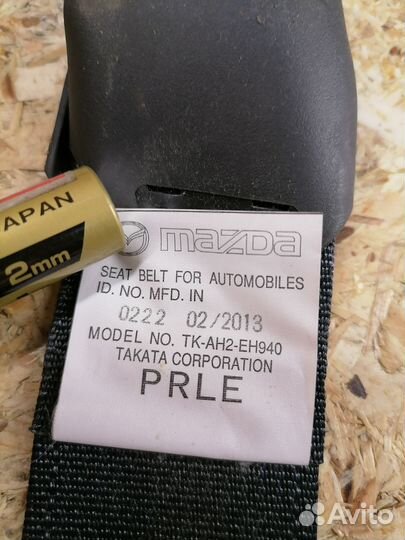 JAPAN
2mm
mazda
SEAT BELT FOR AUTOMOBILES
ID. NO. MFD. IN
0222 02/2013
MODEL NO. TK-AH2-EH940
TAKATA CORPORATION
PRLE
Avito